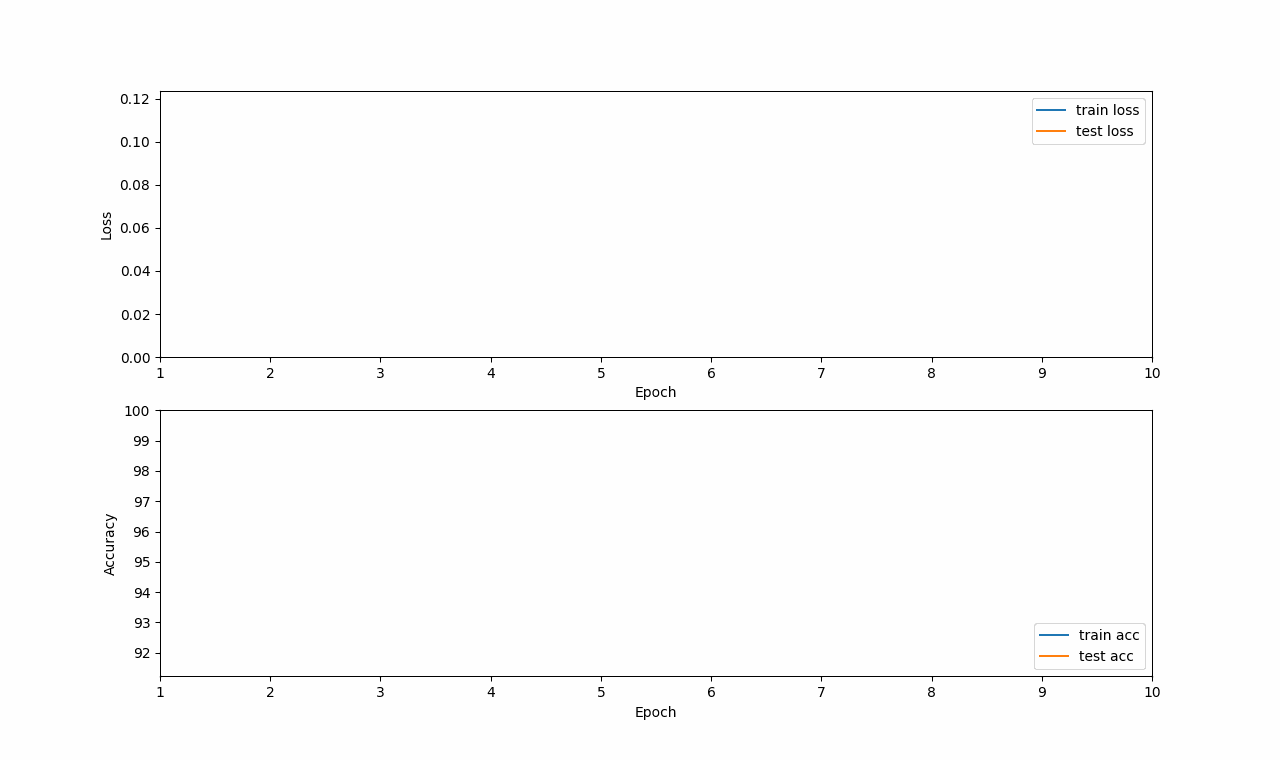 0.12
train loss
test loss
0.10
0.08
0.06
Loss
0.04
0.02
0.00
1 2 3 4 5 6 7 8 9 10
Epoch
100
99
98
97
96
Accuracy
95
94
93
train acc
92
test acc
1 2 3 4 5 6 7 8 9 10
Epoch